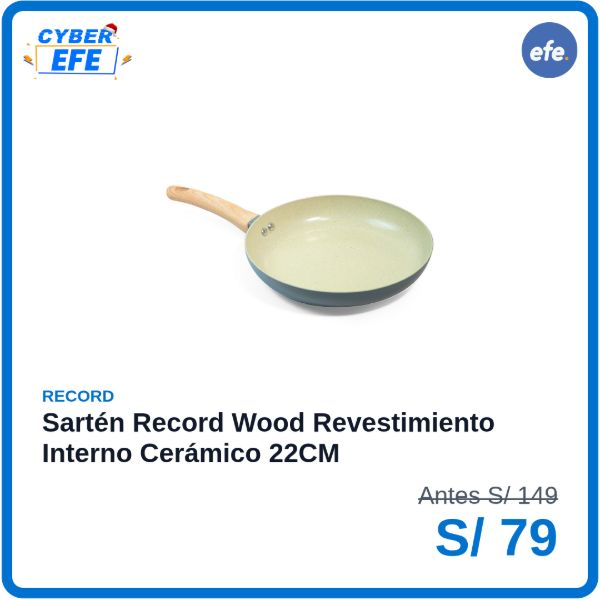 CYBER
EFE
efe.
RECORD
Sartén Record Wood Revestimiento
Interno Cerámico 22CM
Antes S/ 149
S/ 79